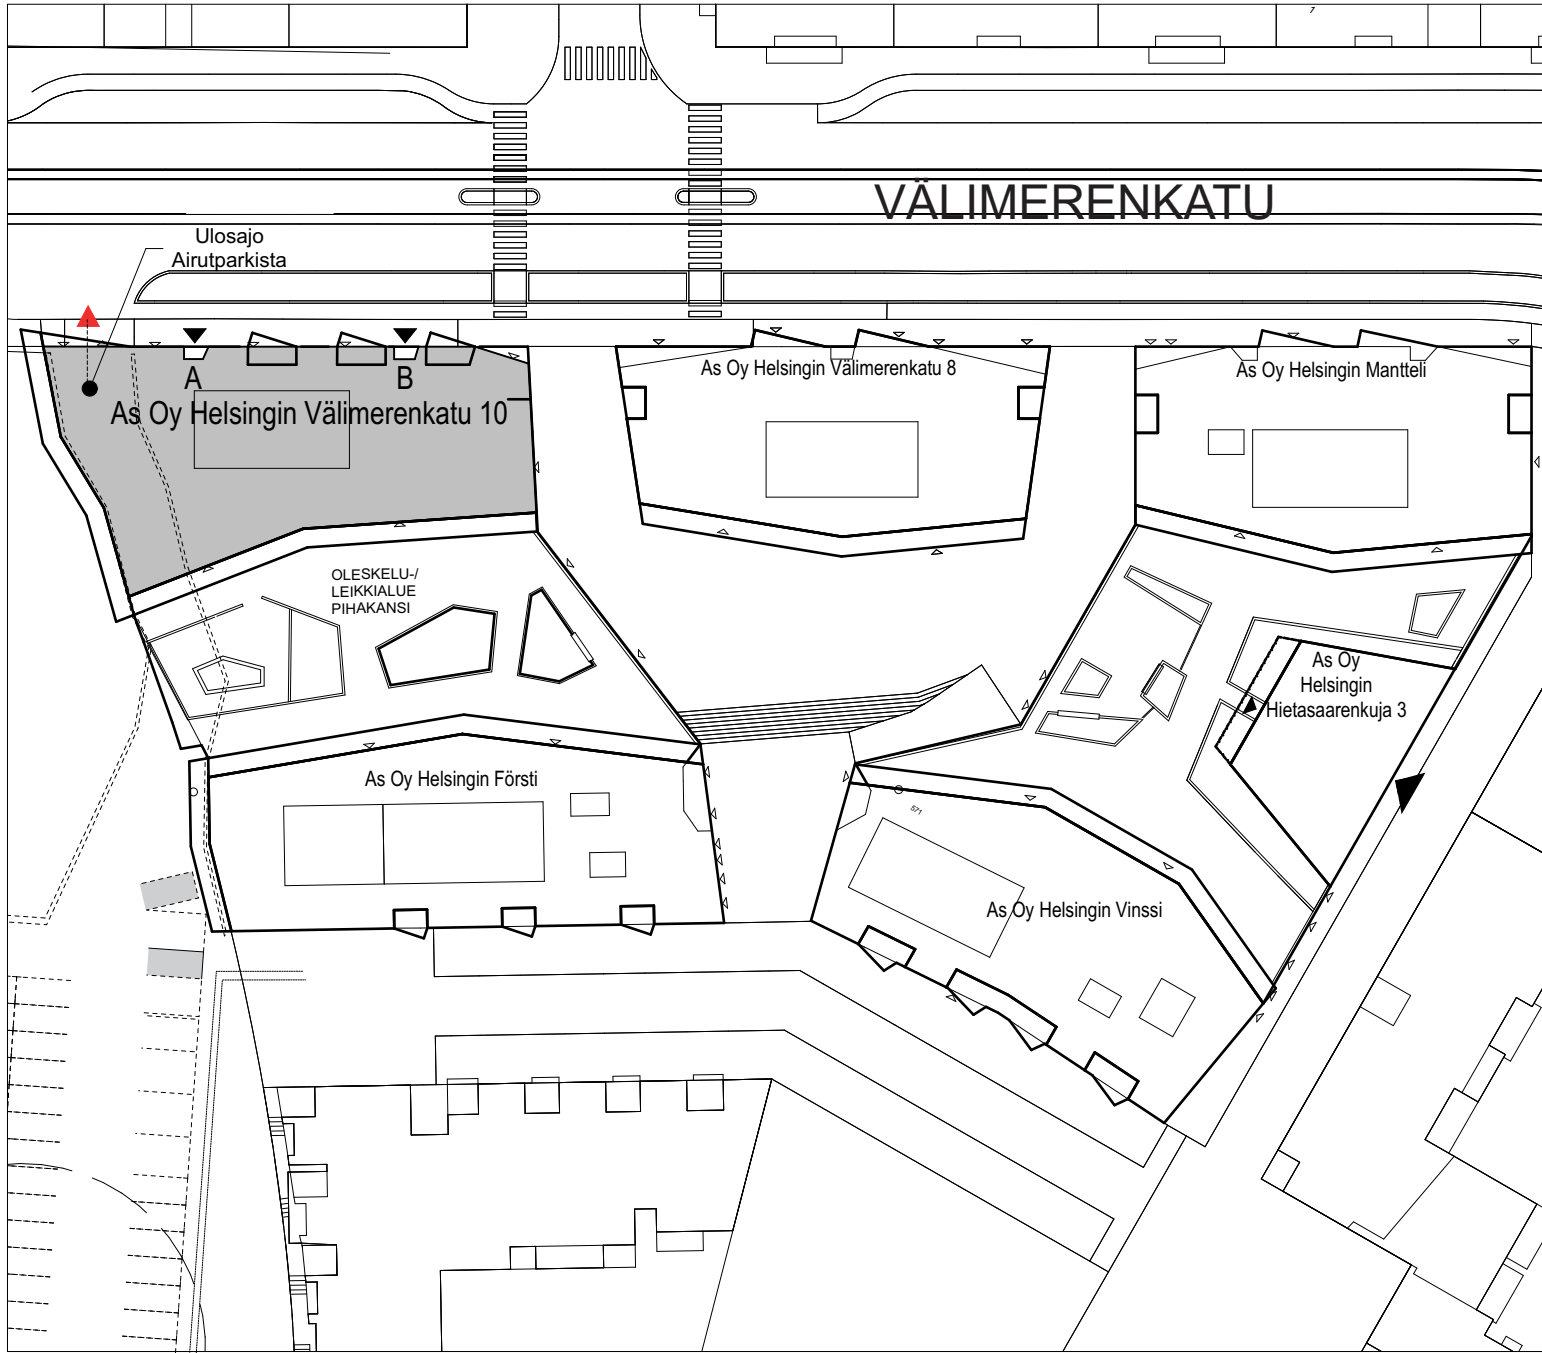 VÄLIMERENKATU
Ulosajo
Airutparkista
A
B
As Oy Helsingin Välimerenkatu 10
As Oy Helsingin Välimerenkatu 8
As Oy Helsingin Mantteli
OLESKELU-/
LEIKKIALUE
PIHAKANSI
As Oy
Helsingin
Hietasaarenkuja 3
As Oy Helsingin Försti
571
As Oy Helsingin Vinssi